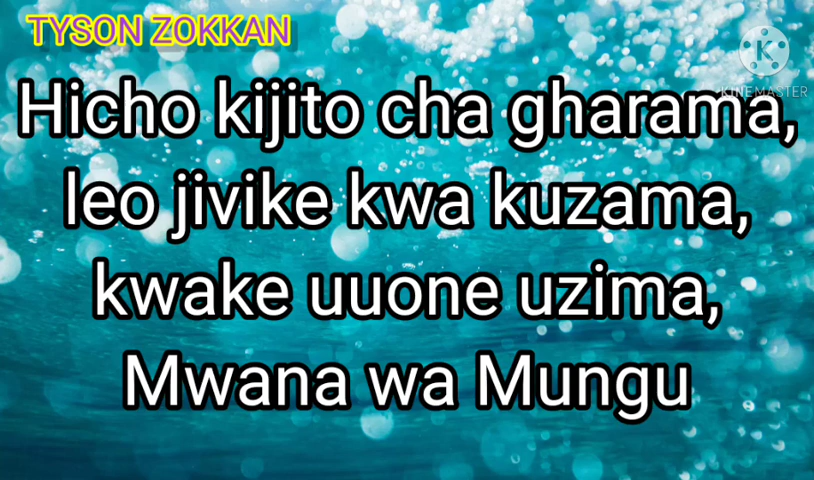 TYSON ZOKKAN
KINEMASTER
Hicho kijito cha gharama,
leo jivike kwa kuzama,
kwake uuone uzima,
Mwana wa Mungu